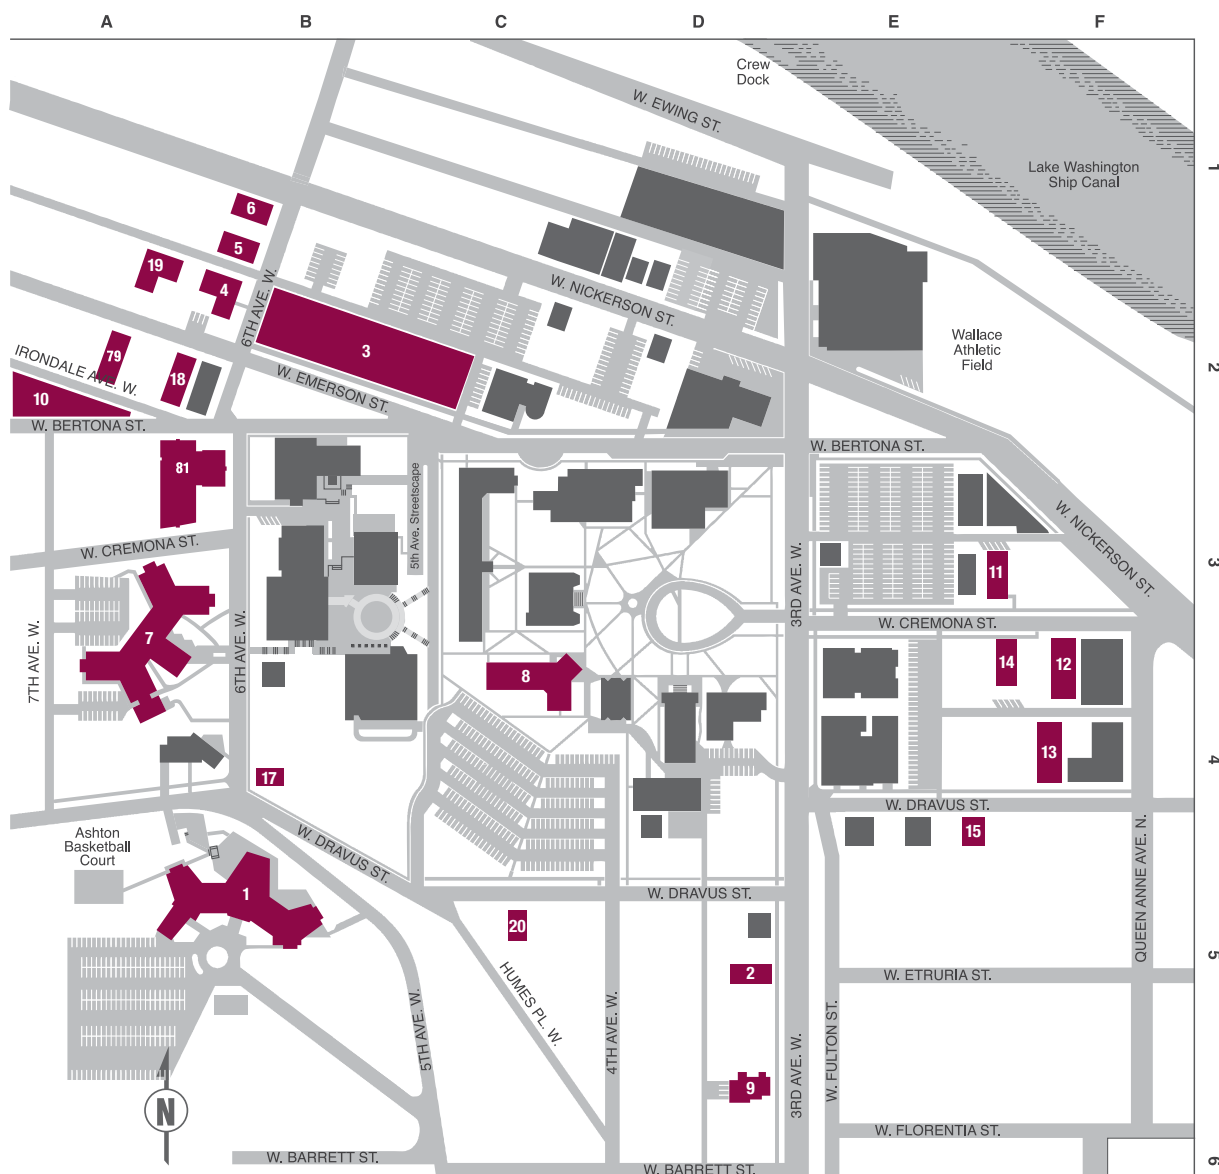 A B C D E F
Crew
Dock
W. EWING ST.
1
Lake Washington
Ship Canal
6
5
19
4
6TH AVE. W.
W. NICKERSON ST.
Wallace
Athletic
Field
2
3
79
18
IRONDALE AVE. W.
W. EMERSON ST.
10
W. BERTONA ST.
W. BERTONA ST.
81
5th Ave. Streetscape
W. NICKERSON ST.
W. CREMONA ST.
3RD AVE. W.
11
3
W. CREMONA ST.
7
7TH AVE. W.
6TH AVE. W.
8
14
12
13
4
17
W. DRAVUS ST.
15
Ashton
Basketball
Court
W. DRAVUS ST.
1
W. DRAVUS ST.
QUEEN ANNE AVE. N.
20
2
W. ETRURIA ST.
5
HUMES PL. W.
5TH AVE. W.
4TH AVE. W.
3RD AVE. W.
W. FULTON ST.
9
N
W. FLORENTIA ST.
W. BARRETT ST.
W. BARRETT ST.
6